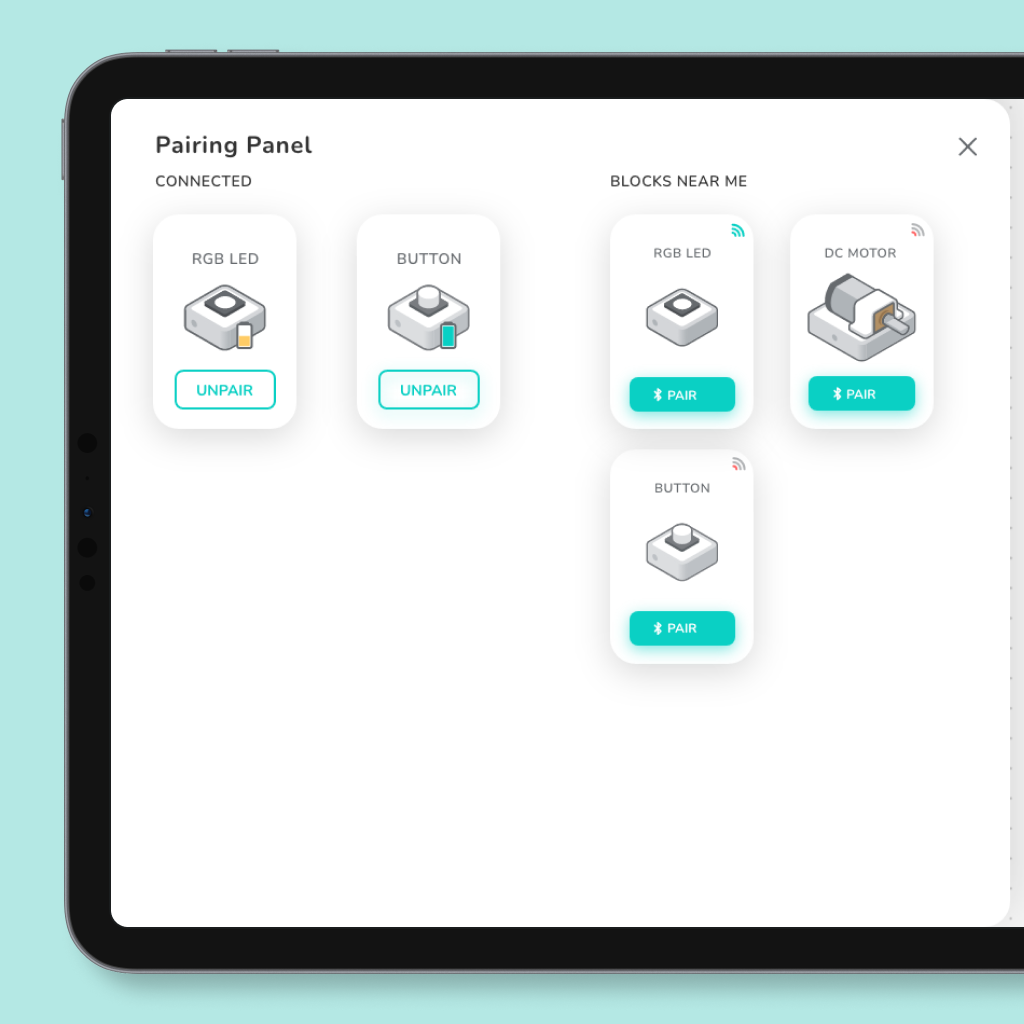 Pairing Panel
CONNECTED
RGB LED
UNPAIR
BUTTON
UNPAIR
BLOCKS NEAR ME
RGB LED
PAIR
DC MOTOR
PAIR
BUTTON
PAIR